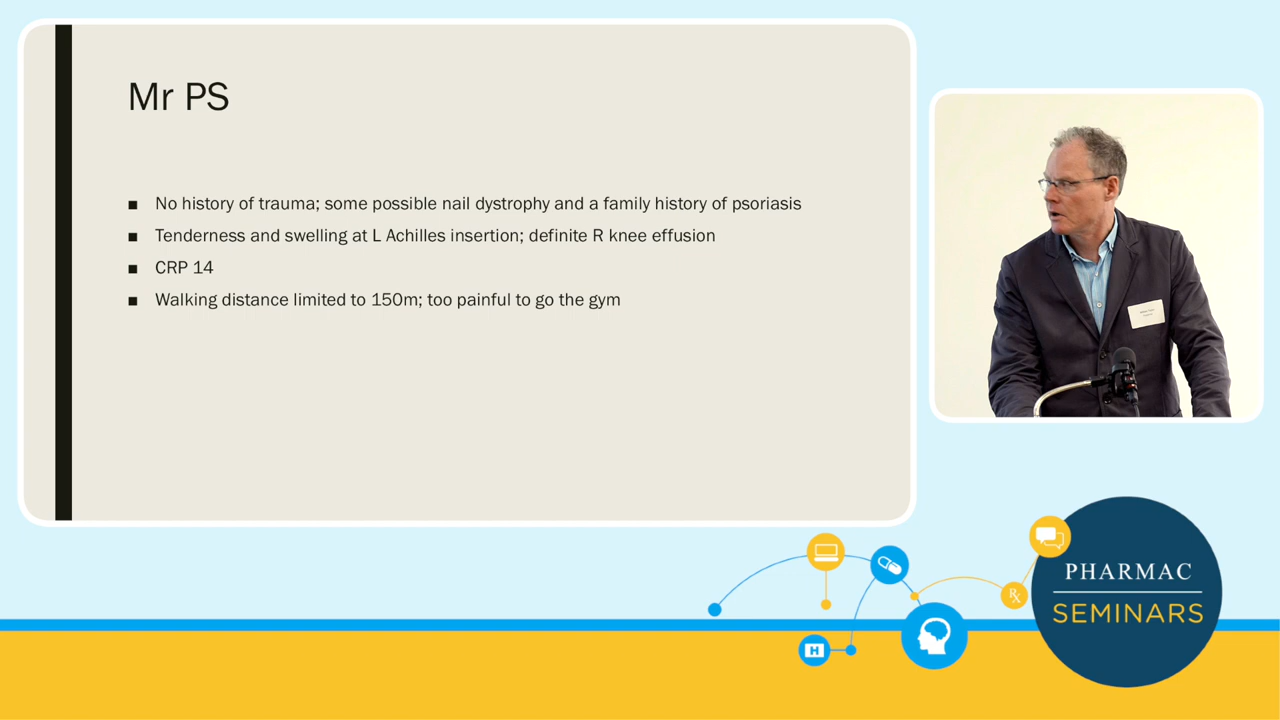 Mr PS
■ No history of trauma; some possible nail dystrophy and a family history of psoriasis
■ Tenderness and swelling at L Achilles insertion; definite R knee effusion
■ CRP 14
■ Walking distance limited to 150m; too painful to go the gym
H
Rx
PHARMAC
SEMINARS